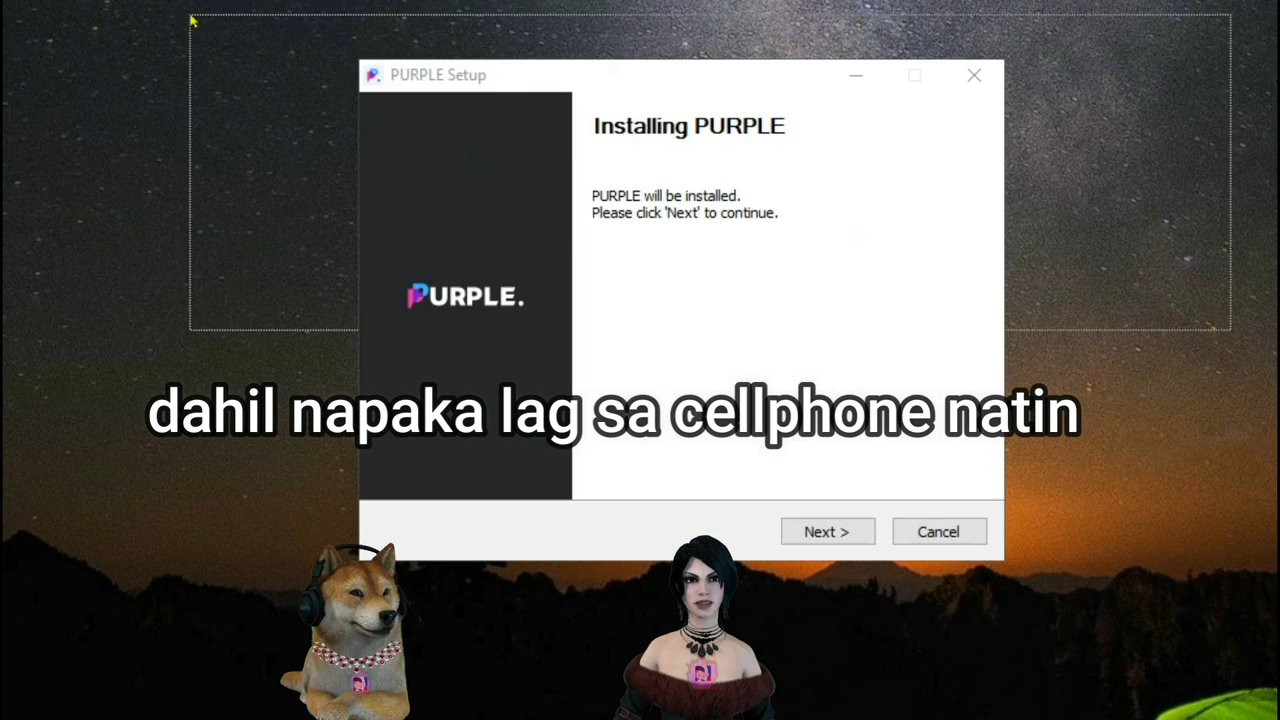 PURPLE Setup
Installing PURPLE
PURPLE will be installed.
Please click 'Next' to continue.
PURPLE.
dahil napaka lag sa cellphone natin
Next >
Cancel